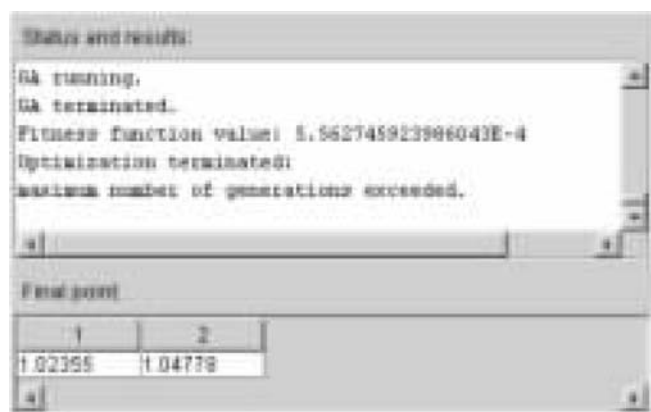 Status and results:
GA running.
GA terminated.
Fitness function value: 5.562745923986043E-4
Optimization terminated:
maximum number of generations exceeded.
Final point:
1 2
1.02355 1.04778